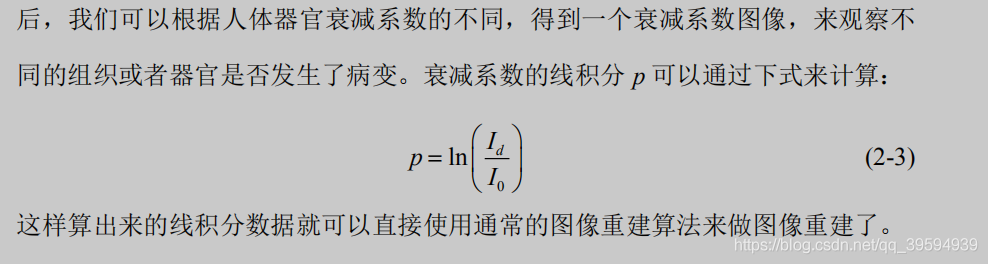 后，我们可以根据人体器官衰减系数的不同，得到一个衰减系数图像，来观察不
同的组织或者器官是否发生了病变。衰减系数的线积分 p 可以通过下式来计算：
p = ln(I_d / I_0) (2-3)
这样算出来的线积分数据就可以直接使用通常的图像重建算法来做图像重建了。
https://blog.csdn.net/qq_39594939